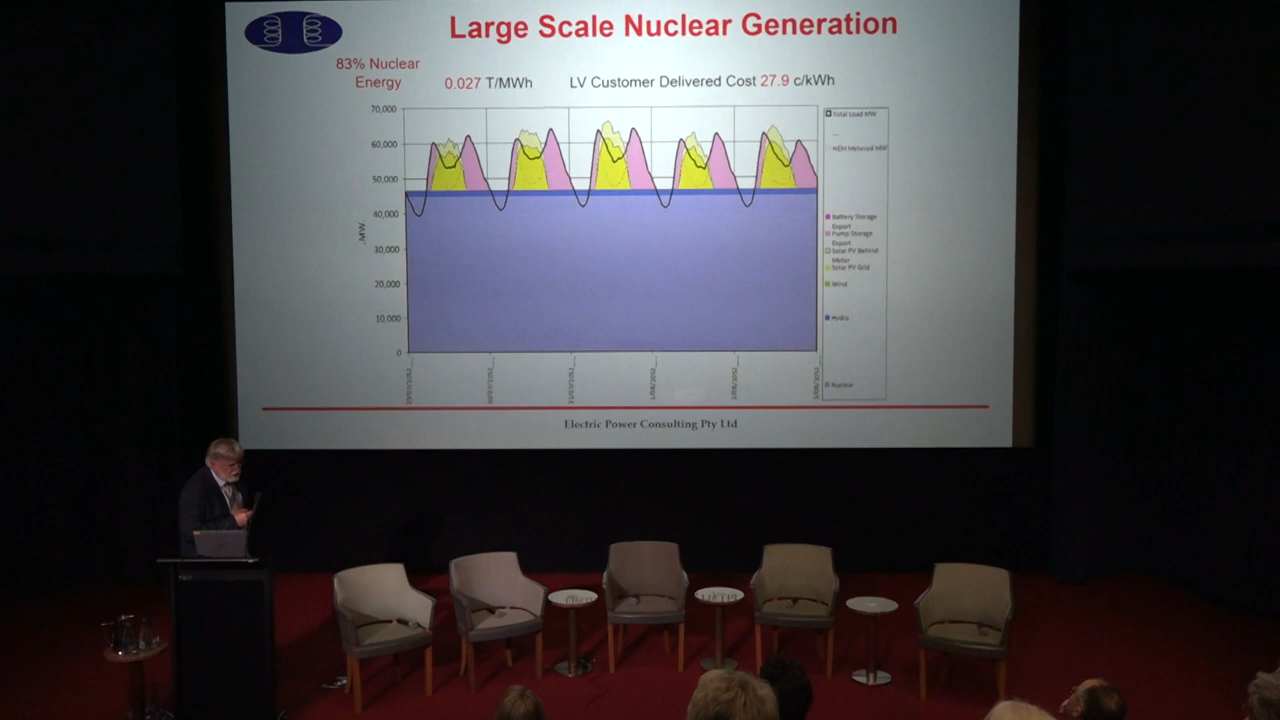 Large Scale Nuclear Generation
83% Nuclear
Energy
0.027 T/MWh
LV Customer Delivered Cost 27.9 c/kWh
70,000
60,000
50,000
40,000
30,000
20,000
10,000
0
MW
Total Load MW
NEM Metered MW
Battery Storage
Export
Pump Storage
Export
Solar PV Behind
Meter
Solar PV Grid
Wind
Hydro
Nuclear
Electric Power Consulting Pty Ltd